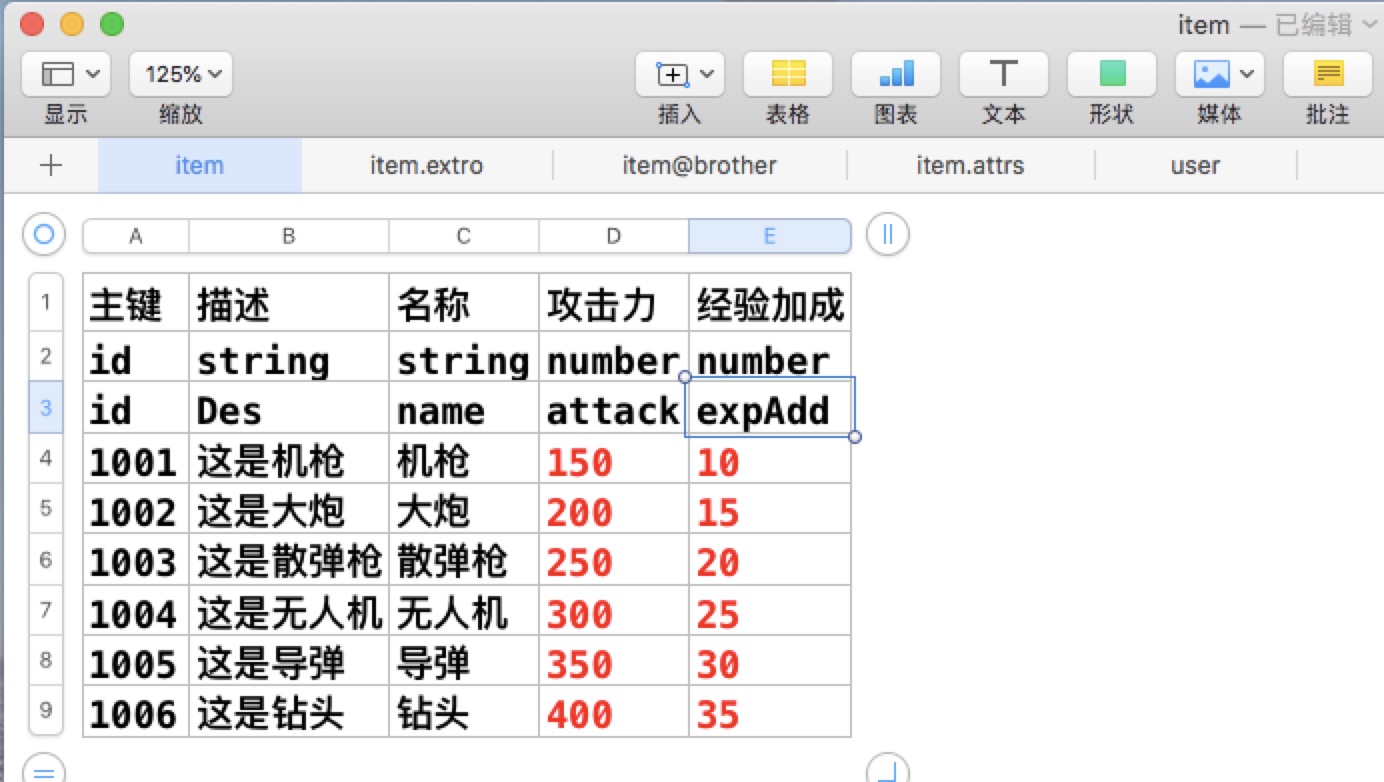 item — 已编辑
125%
显示 缩放 插入 表格 图表 文本 形状 媒体 批注
item item.extro item@brother item.attrs user
A B C D E
1 主键 描述 名称 攻击力 经验加成
2 id string string number number
3 id Des name attack expAdd
4 1001 这是机枪 机枪 150 10
5 1002 这是大炮 大炮 200 15
6 1003 这是散弹枪 散弹枪 250 20
7 1004 这是无人机 无人机 300 25
8 1005 这是导弹 导弹 350 30
9 1006 这是钻头 钻头 400 35